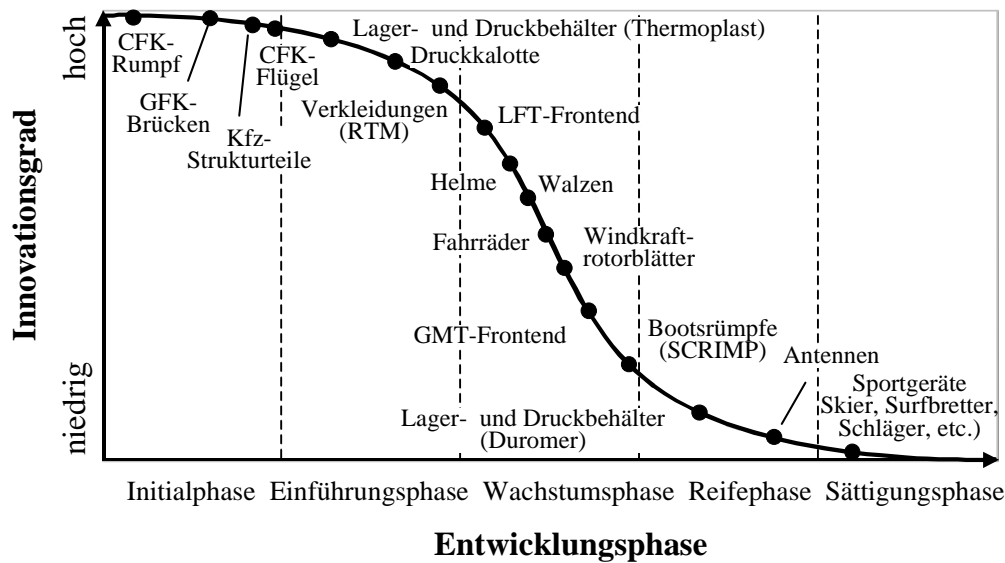 Innovationsgrad
hoch
niedrig
CFK-
Rumpf
GFK-
Brücken
Kfz-
Strukturteile
CFK-
Flügel
Lager- und Druckbehälter (Thermoplast)
Druckkalotte
Verkleidungen
(RTM)
LFT-Frontend
Helme
Walzen
Fahrräder
Windkraft-
rotorblätter
GMT-Frontend
Bootsrümpfe
(SCRIMP)
Lager- und Druckbehälter
(Duromer)
Antennen
Sportgeräte
Skier, Surfbretter,
Schläger, etc.)
Initialphase Einführungsphase Wachstumsphase Reifephase Sättigungsphase
Entwicklungsphase